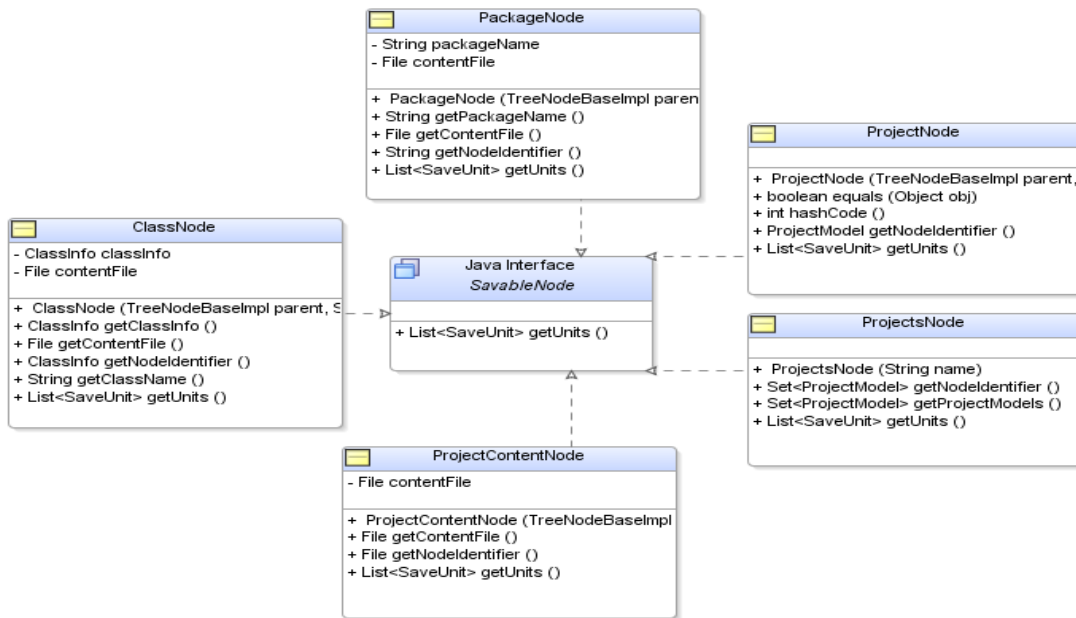 PackageNode
- String packageName
- File contentFile
+ PackageNode (TreeNodeBaseImpl paren
+ String getPackageName ()
+ File getContentFile ()
+ String getNodeIdentifier ()
+ List<SaveUnit> getUnits ()
ProjectNode
+ ProjectNode (TreeNodeBaseImpl parent,
+ boolean equals (Object obj)
+ int hashCode ()
+ ProjectModel getNodeIdentifier ()
+ List<SaveUnit> getUnits ()
ClassNode
- ClassInfo classInfo
- File contentFile
+ ClassNode (TreeNodeBaseImpl parent, S
+ ClassInfo getClassInfo ()
+ File getContentFile ()
+ ClassInfo getNodeIdentifier ()
+ String getClassName ()
+ List<SaveUnit> getUnits ()
Java Interface
SavableNode
+ List<SaveUnit> getUnits ()
ProjectsNode
+ ProjectsNode (String name)
+ Set<ProjectModel> getNodeIdentifier ()
+ Set<ProjectModel> getProjectModels ()
+ List<SaveUnit> getUnits ()
ProjectContentNode
- File contentFile
+ ProjectContentNode (TreeNodeBaseImpl
+ File getContentFile ()
+ File getNodeIdentifier ()
+ List<SaveUnit> getUnits ()